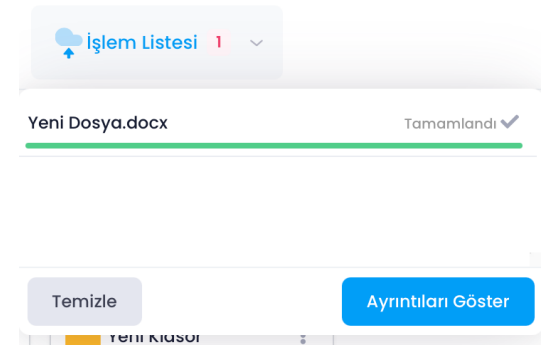 İşlem Listesi 1
Yeni Dosya.docx Tamamlandı
Temizle Ayrıntıları Göster
Yeni Klasör